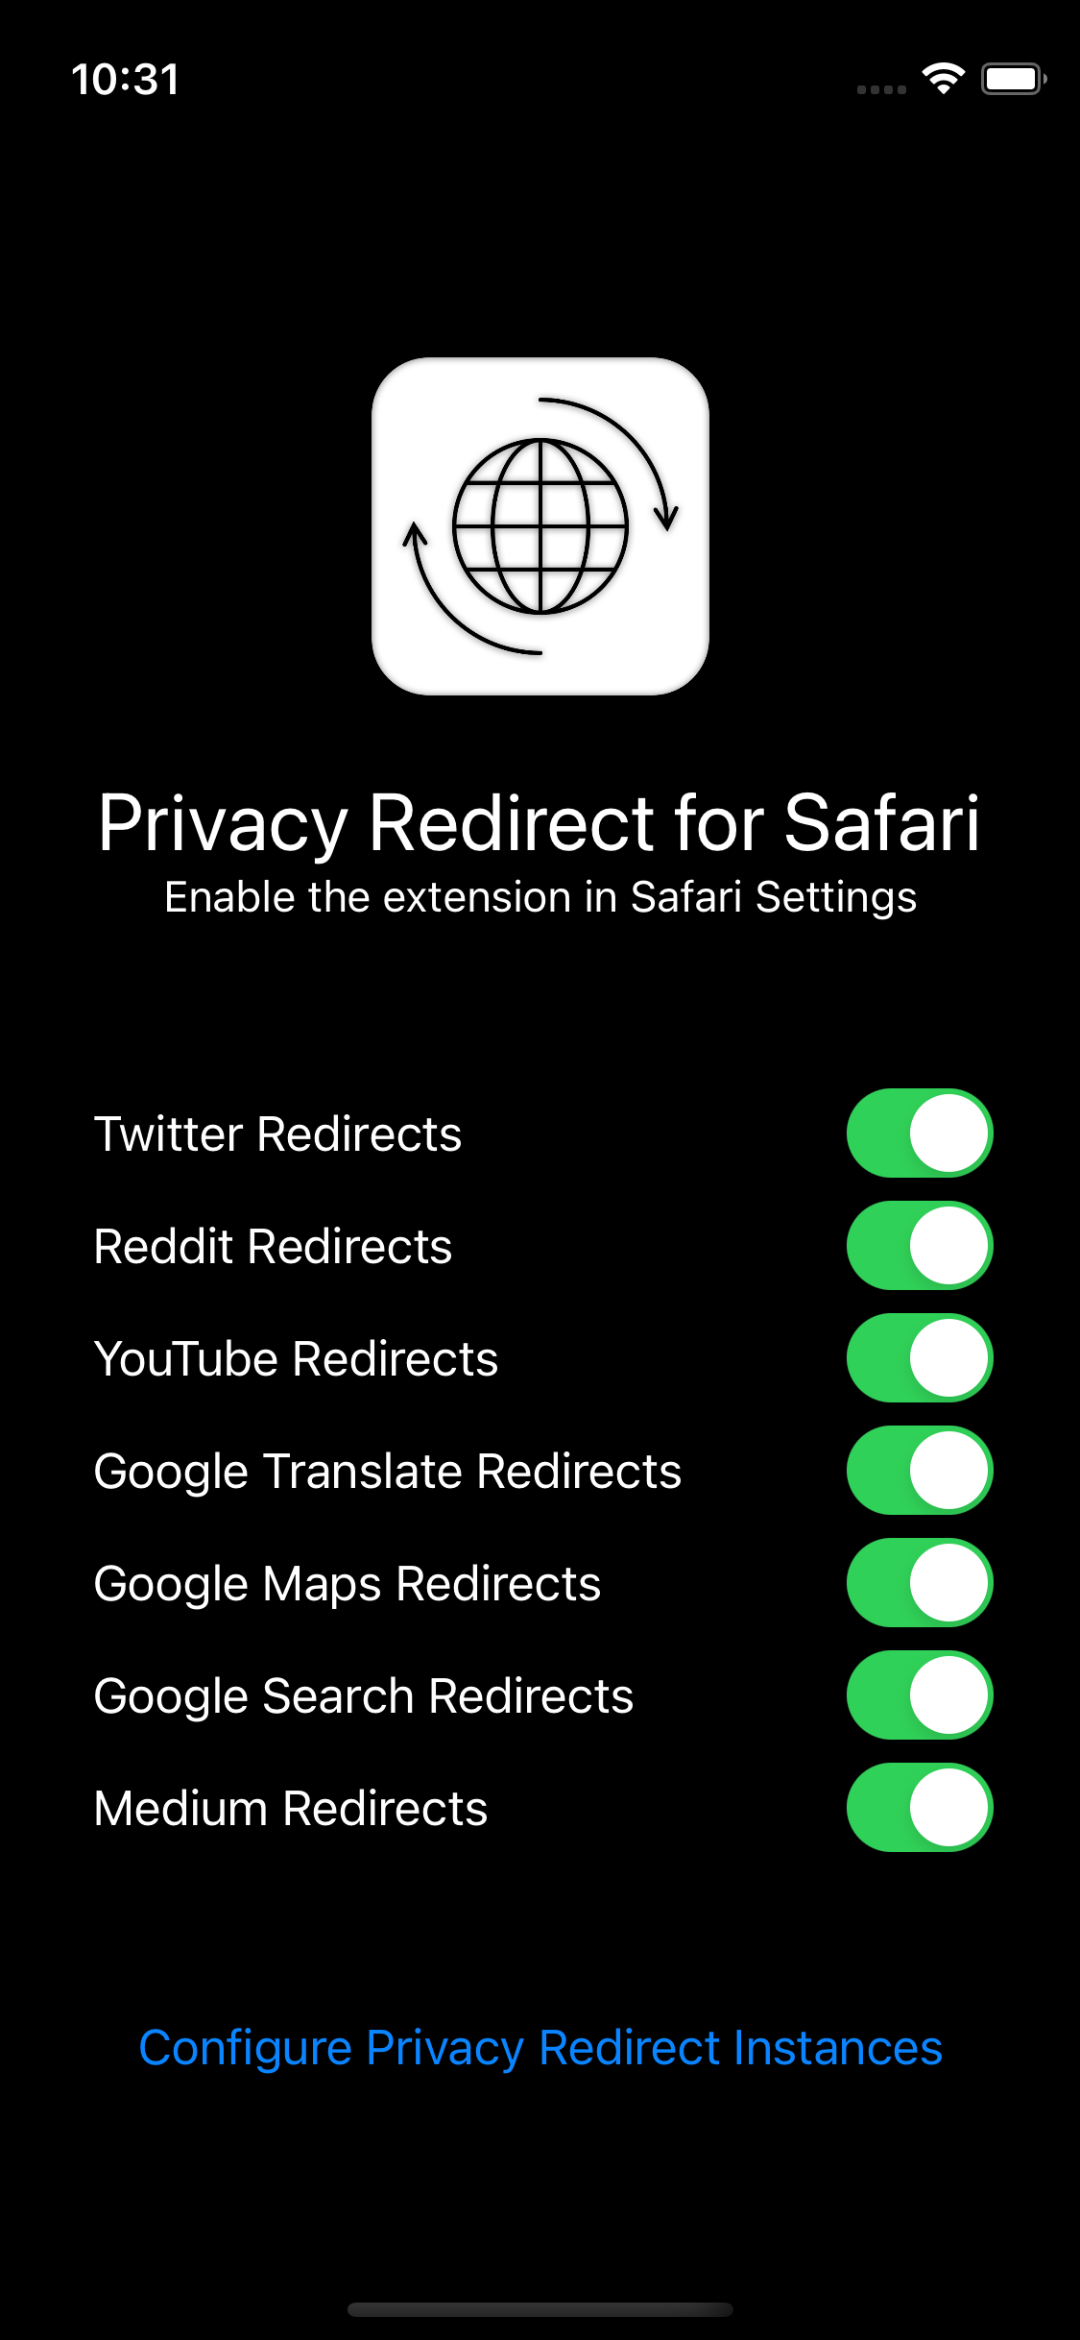 10:31
Privacy Redirect for Safari
Enable the extension in Safari Settings
Twitter Redirects
Reddit Redirects
YouTube Redirects
Google Translate Redirects
Google Maps Redirects
Google Search Redirects
Medium Redirects
Configure Privacy Redirect Instances